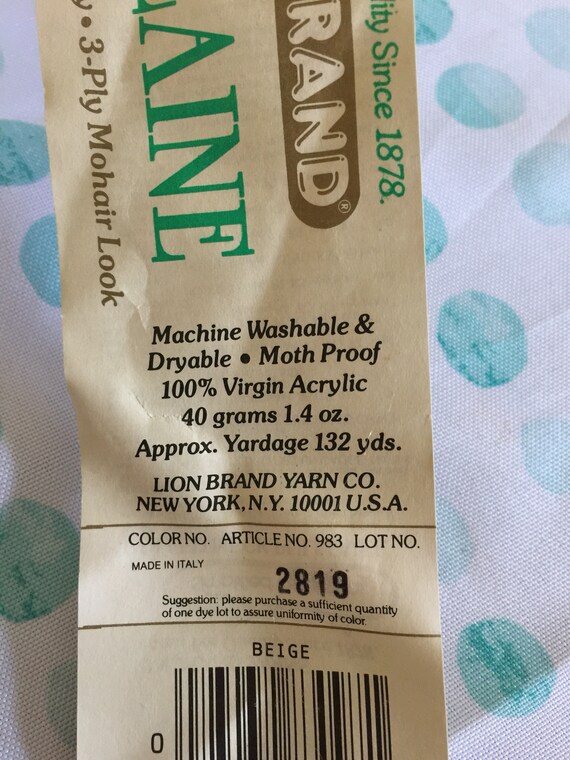 lity Since 1878.
RAND®
AINE
• 3-Ply Mohair Look
Machine Washable &
Dryable • Moth Proof
100% Virgin Acrylic
40 grams 1.4 oz.
Approx. Yardage 132 yds.
LION BRAND YARN CO.
NEW YORK, N.Y. 10001 U.S.A.
COLOR NO. ARTICLE NO. 983 LOT NO.
MADE IN ITALY
2819
Suggestion: please purchase a sufficient quantity
of one dye lot to assure uniformity of color.
BEIGE
0